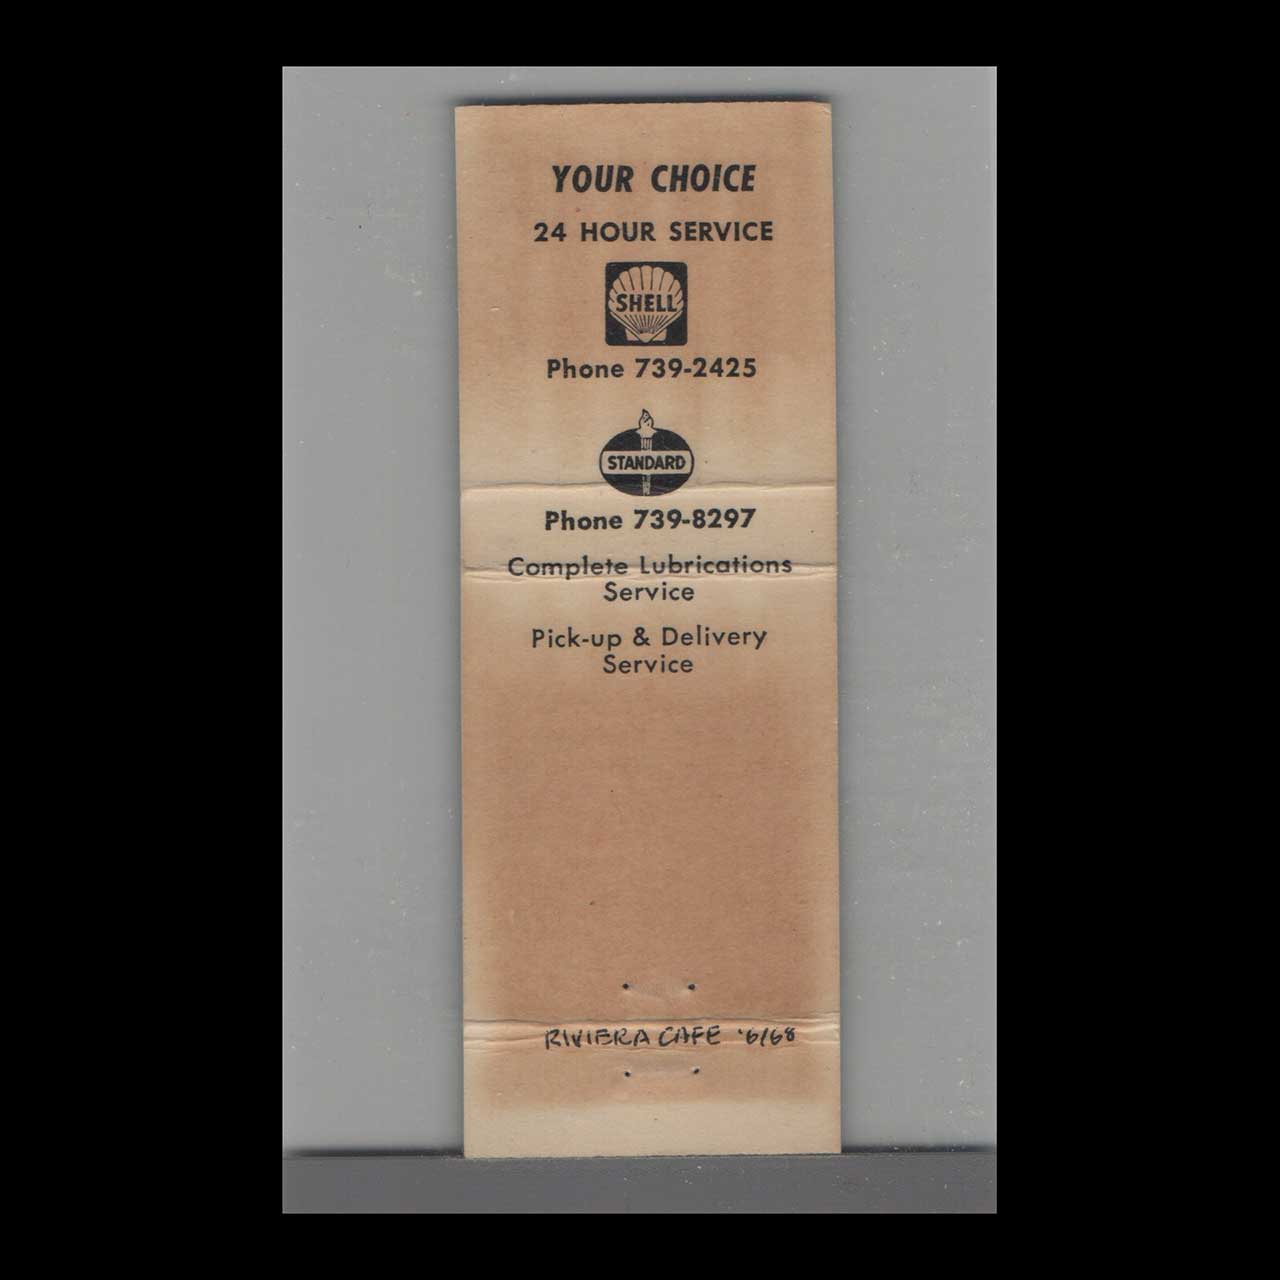 YOUR CHOICE
24 HOUR SERVICE
SHELL
Phone 739-2425
STANDARD
Phone 739-8297
Complete Lubrications
Service
Pick-up & Delivery
Service
RIVIERA CAFE '6/68